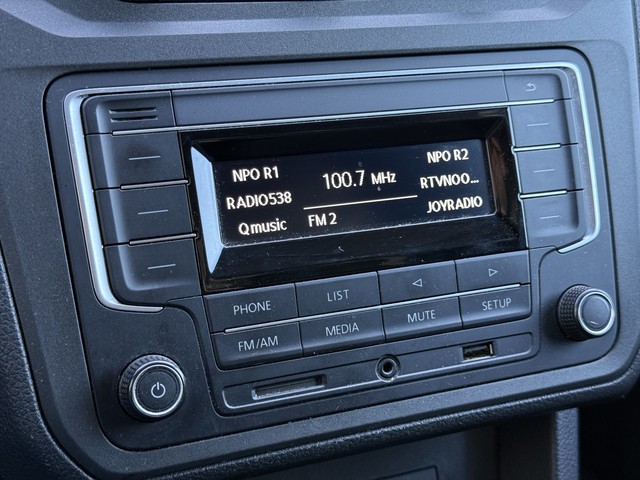 NPO R1
NPO R2
RADIO538
100.7 MHz
RTVNOO...
Qmusic
FM 2
JOYRADIO
PHONE
LIST
FM/AM
MEDIA
MUTE
SETUP